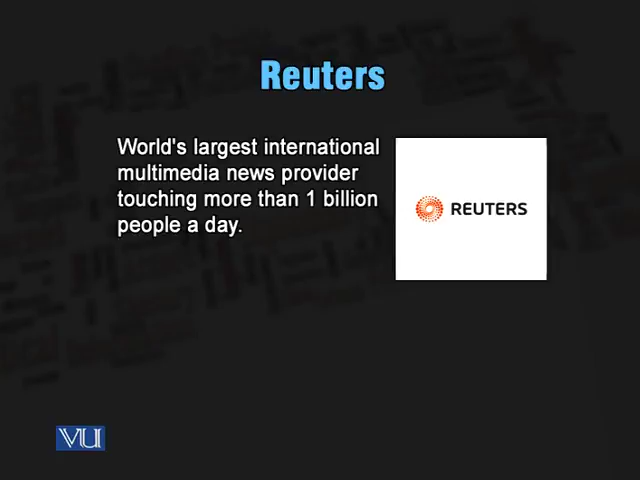 Reuters
World's largest international
multimedia news provider
touching more than 1 billion
people a day.
REUTERS
VU